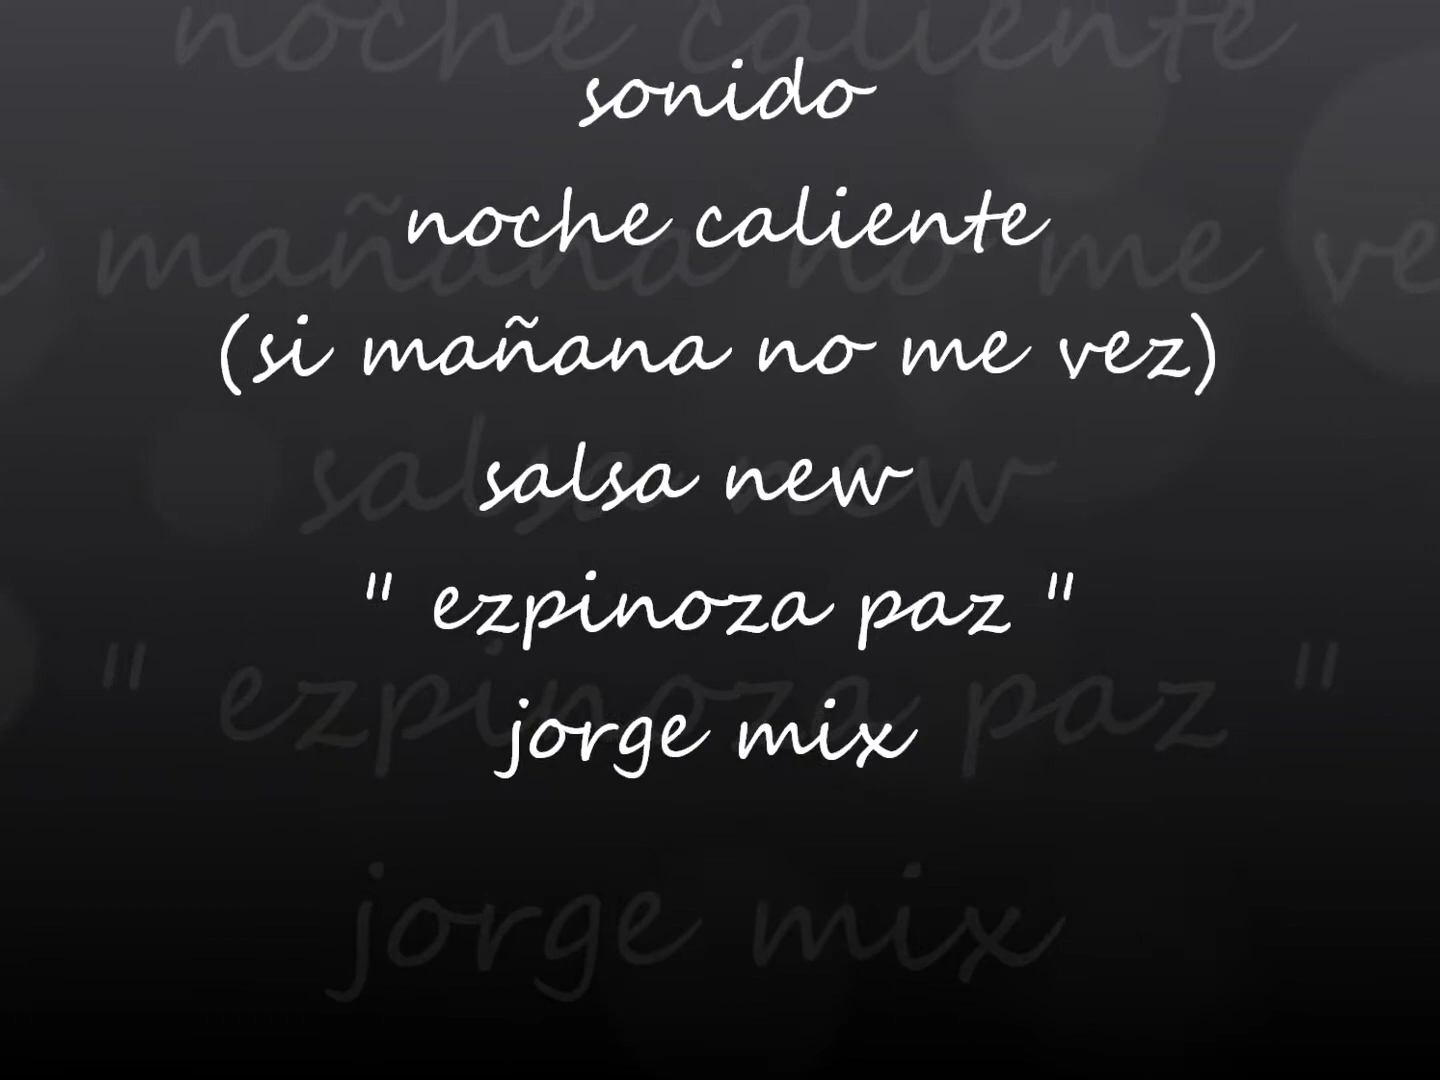 sonido
noche caliente
(si mañana no me vez)
salsa new
" ezpinoza paz "
jorge mix